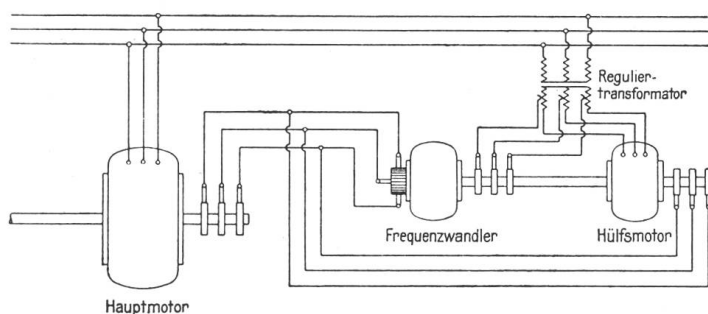 Regulier-
transformator
Frequenzwandler
Hülfsmotor
Hauptmotor